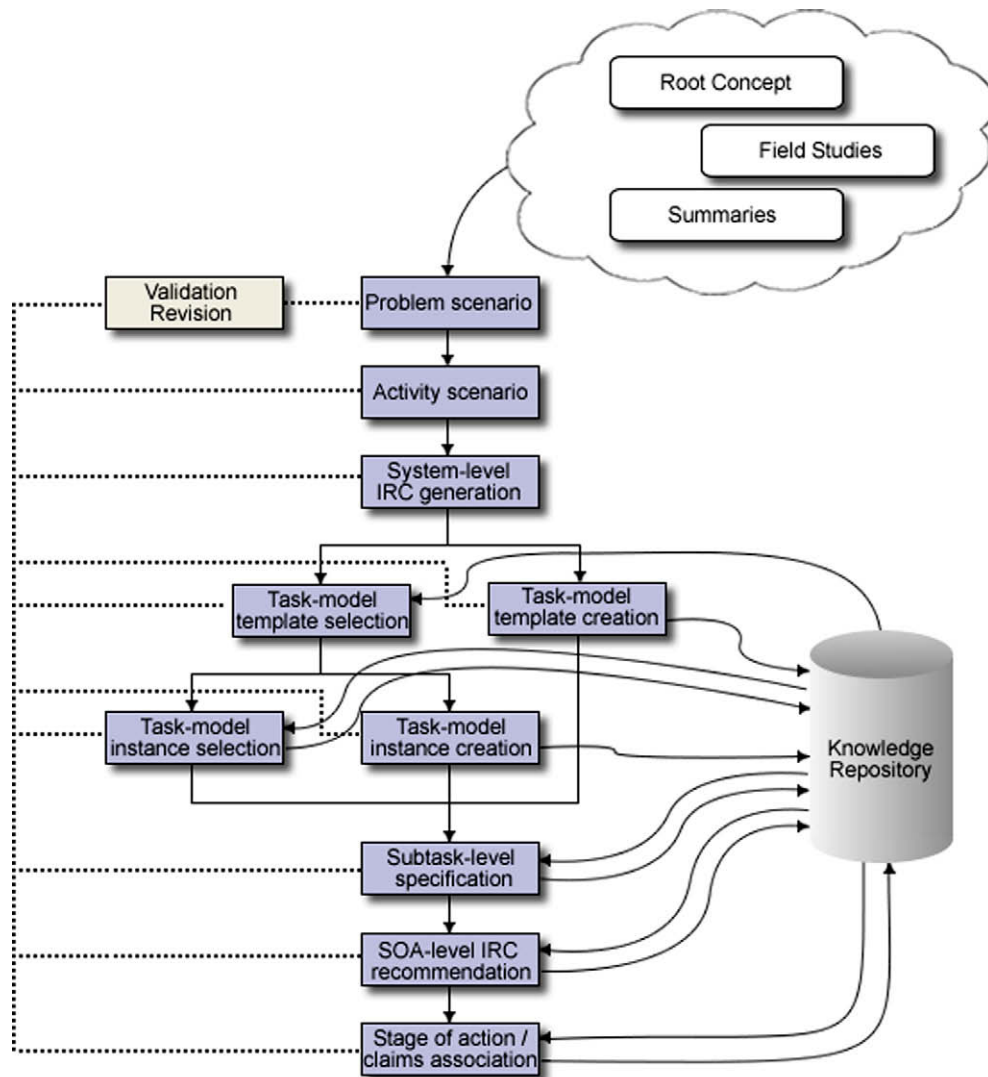 Root Concept
Field Studies
Summaries
Validation
Revision
Problem scenario
Activity scenario
System-level
IRC generation
Task-model
template selection
Task-model
template creation
Task-model
instance selection
Task-model
instance creation
Knowledge
Repository
Subtask-level
specification
SOA-level IRC
recommendation
Stage of action /
claims association